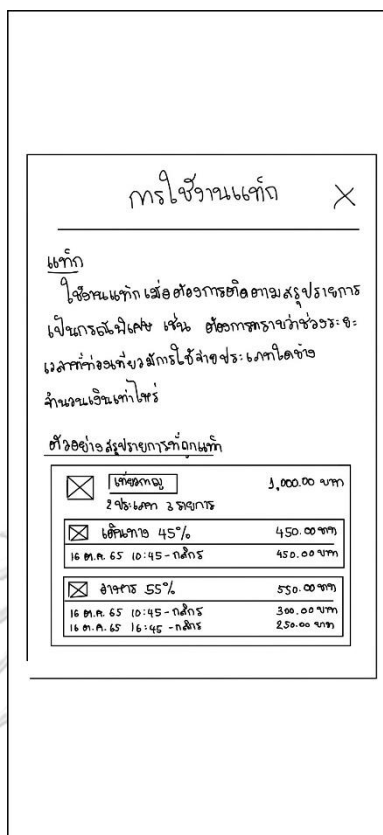 การใช้งานแท็ก X
แท็ก
ใช้งานแท็กเมื่อต้องการติดตามสรุปรายการ
เป็นกรณีพิเศษ เช่น ต้องการทราบว่าช่วงระยะ
เวลาที่ท่องเที่ยวมีการใช้จ่ายประเภทใดบ้าง
จำนวนเงินเท่าไหร่
ตัวอย่างสรุปรายการที่ถูกแท็ก
เที่ยวกาญ 1,000.00 บาท
2 ประเภท 3 รายการ
เดินทาง 45% 450.00 บาท
16 ต.ค. 65 10:45 - กสิกร 450.00 บาท
อาหาร 55% 550.00 บาท
16 ต.ค. 65 10:45 - กสิกร 300.00 บาท
16 ต.ค. 65 16:45 - กสิกร 250.00 บาท